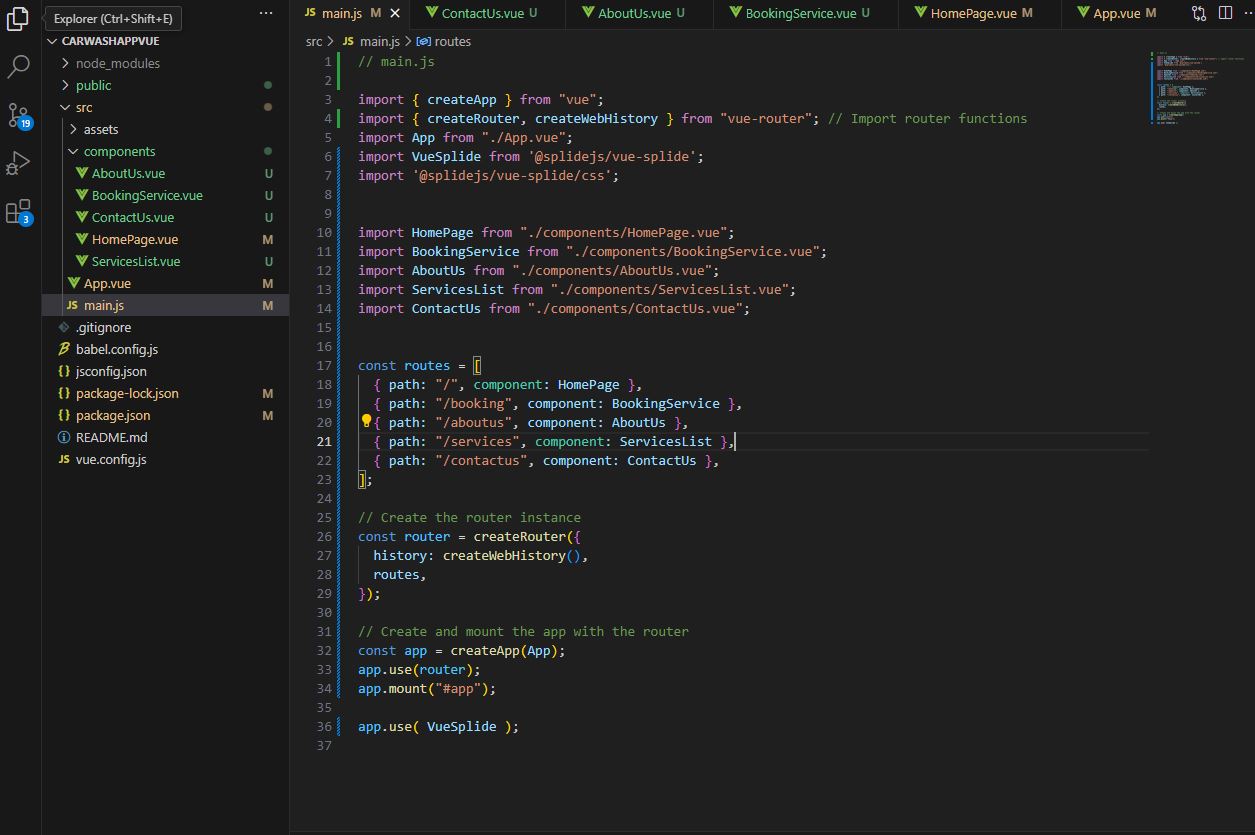 Explorer (Ctrl+Shift+E)
...
JS main.js M ×
ContactUs.vue U
AboutUs.vue U
BookingService.vue U
HomePage.vue M
App.vue M
CARWASHAPPVUE
node_modules
public
src
assets
components
AboutUs.vue U
BookingService.vue U
ContactUs.vue U
HomePage.vue M
ServicesList.vue U
App.vue M
JS main.js M
.gitignore
babel.config.js
{} jsconfig.json
{} package-lock.json M
{} package.json M
README.md
JS vue.config.js
19
3
src > JS main.js > routes
1 // main.js
2
3 import { createApp } from "vue";
4 import { createRouter, createWebHistory } from "vue-router"; // Import router functions
5 import App from "./App.vue";
6 import VueSplide from '@splidejs/vue-splide';
7 import '@splidejs/vue-splide/css';
8
9
10 import HomePage from "./components/HomePage.vue";
11 import BookingService from "./components/BookingService.vue";
12 import AboutUs from "./components/AboutUs.vue";
13 import ServicesList from "./components/ServicesList.vue";
14 import ContactUs from "./components/ContactUs.vue";
15
16
17 const routes = [
18 { path: "/", component: HomePage },
19 { path: "/booking", component: BookingService },
20 { path: "/aboutus", component: AboutUs },
21 { path: "/services", component: ServicesList },
22 { path: "/contactus", component: ContactUs },
23 ];
24
25 // Create the router instance
26 const router = createRouter({
27 history: createWebHistory(),
28 routes,
29 });
30
31 // Create and mount the app with the router
32 const app = createApp(App);
33 app.use(router);
34 app.mount("#app");
35
36 app.use( VueSplide );
37